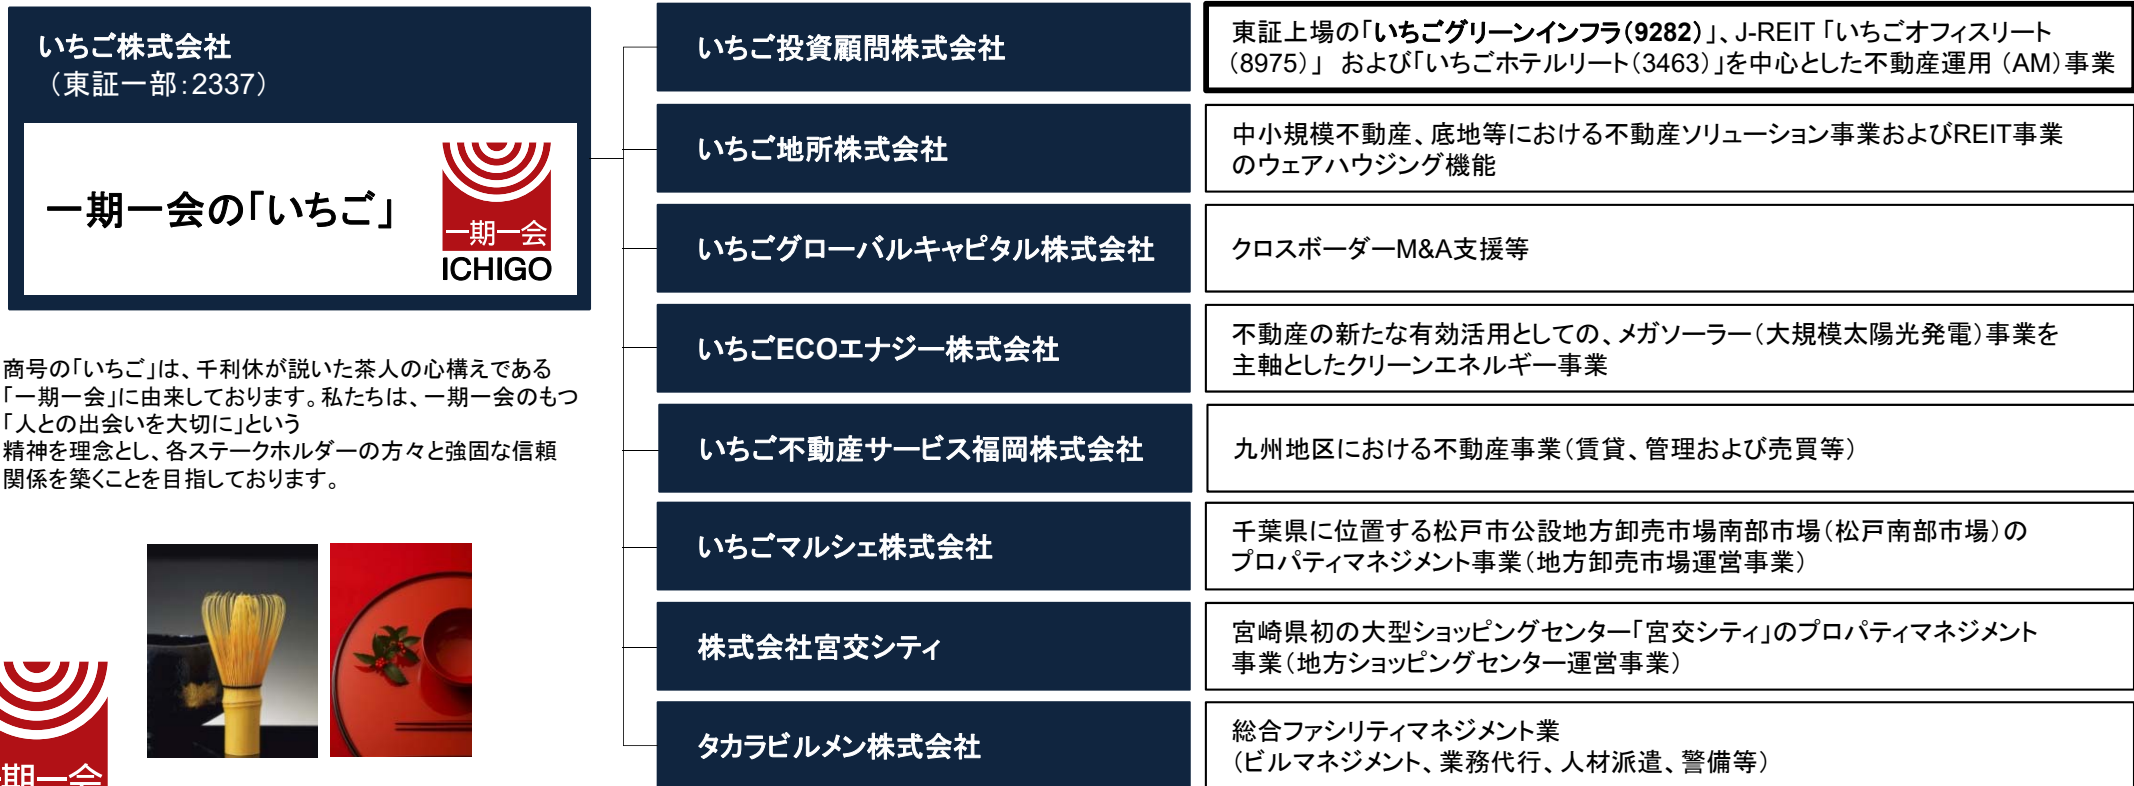 いちご株式会社
（東証一部：2337）
一期一会の「いちご」
一期一会
ICHIGO
商号の「いちご」は、千利休が説いた茶人の心構えである
「一期一会」に由来しております。私たちは、一期一会のもつ
「人との出会いを大切に」という
精神を理念とし、各ステークホルダーの方々と強固な信頼
関係を築くことを目指しております。
期一会
いちご投資顧問株式会社
東証上場の「いちごグリーンインフラ（9282）」、J-REIT「いちごオフィスリート
（8975）」 および「いちごホテルリート（3463）」を中心とした不動産運用（AM）事業
いちご地所株式会社
中小規模不動産、底地等における不動産ソリューション事業およびREIT事業
のウェアハウジング機能
いちごグローバルキャピタル株式会社
クロスボーダーM&A支援等
いちごECOエナジー株式会社
不動産の新たな有効活用としての、メガソーラー（大規模太陽光発電）事業を
主軸としたクリーンエネルギー事業
いちご不動産サービス福岡株式会社
九州地区における不動産事業（賃貸、管理および売買等）
いちごマルシェ株式会社
千葉県に位置する松戸市公設地方卸売市場南部市場（松戸南部市場）の
プロパティマネジメント事業（地方卸売市場運営事業）
株式会社宮交シティ
宮崎県初の大型ショッピングセンター「宮交シティ」のプロパティマネジメント
事業（地方ショッピングセンター運営事業）
タカラビルメン株式会社
総合ファシリティマネジメント業
（ビルマネジメント、業務代行、人材派遣、警備等）